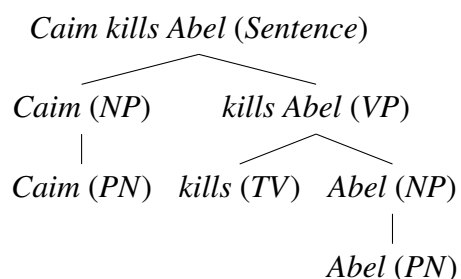 Caim kills Abel (Sentence)
Caim (NP) kills Abel (VP)
Caim (PN) kills (TV) Abel (NP)
Abel (PN)